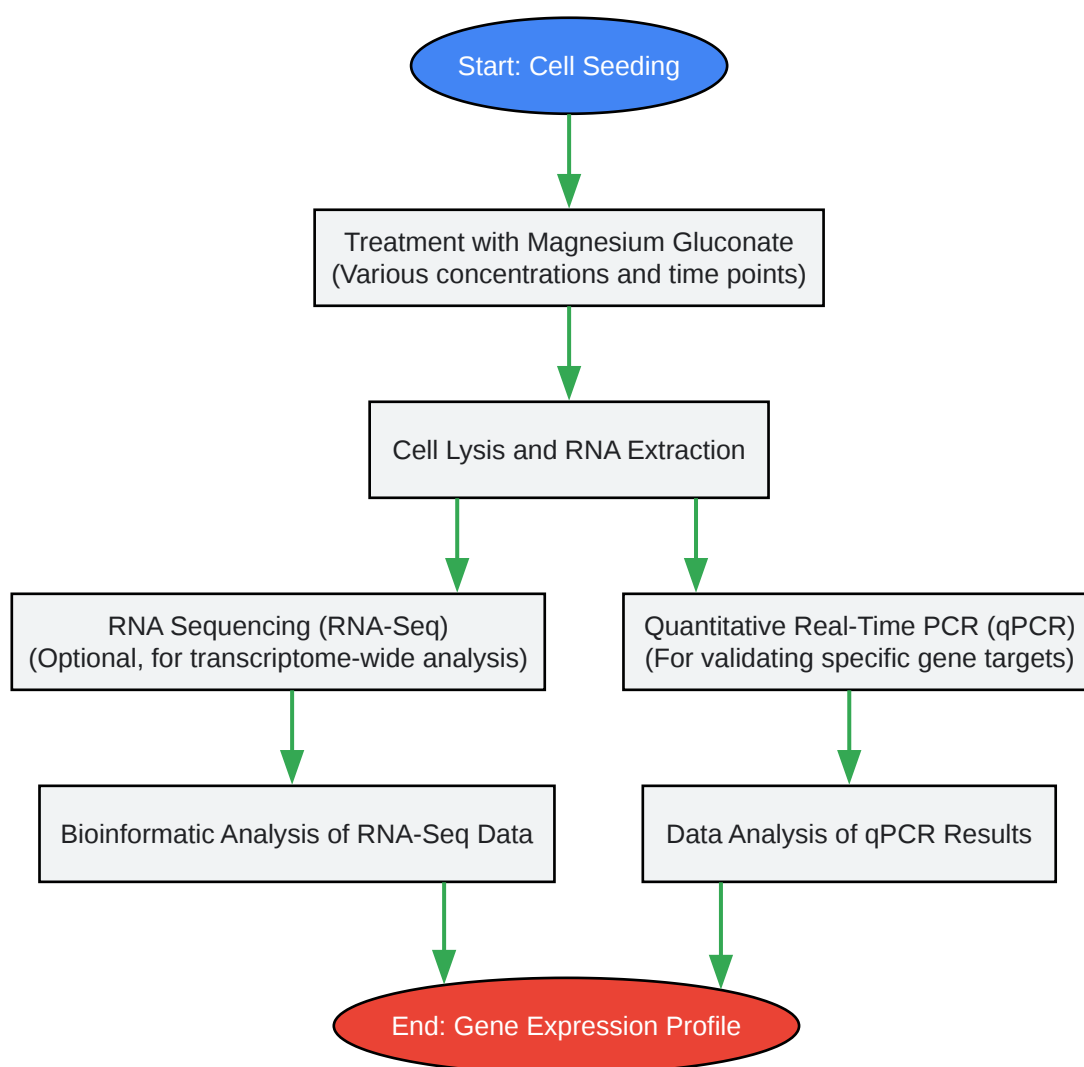 Start: Cell Seeding
Treatment with Magnesium Gluconate
(Various concentrations and time points)
Cell Lysis and RNA Extraction
RNA Sequencing (RNA-Seq)
(Optional, for transcriptome-wide analysis)
Quantitative Real-Time PCR (qPCR)
(For validating specific gene targets)
Bioinformatic Analysis of RNA-Seq Data
Data Analysis of qPCR Results
End: Gene Expression Profile